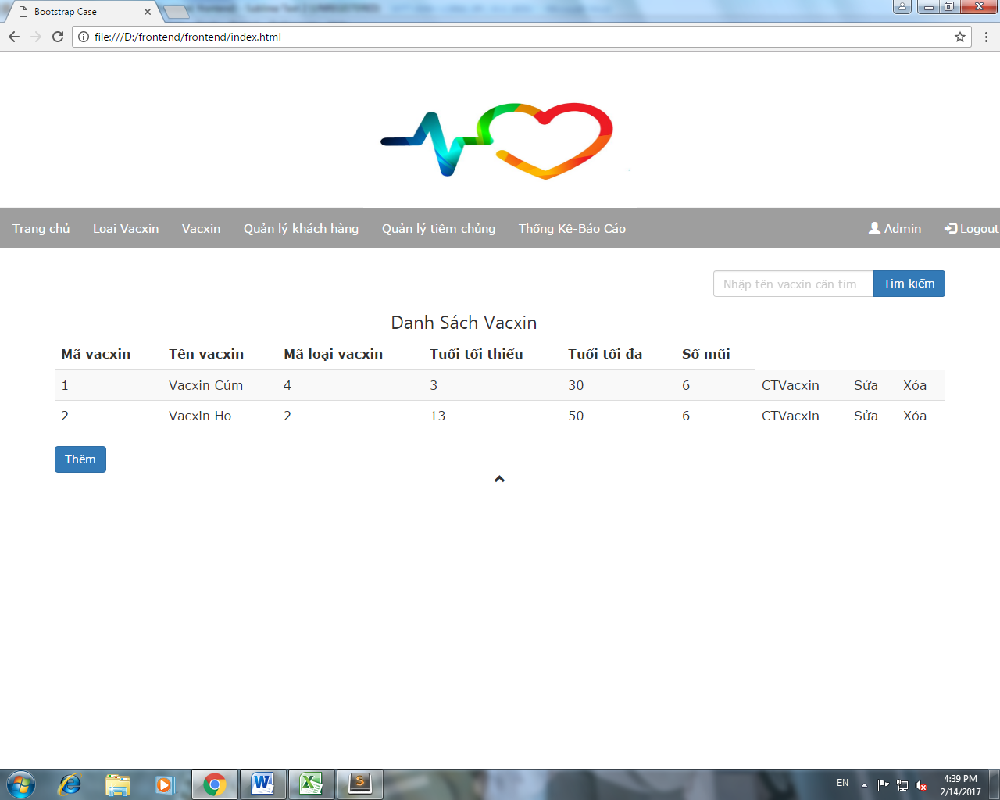 Bootstrap Case
file:///D:/frontend/frontend/index.html
Trang chủ Loại Vacxin Vacxin Quản lý khách hàng Quản lý tiêm chủng Thống Kê-Báo Cáo Admin Logout
Nhập tên vacxin cần tìm Tìm kiếm
Danh Sách Vacxin
Mã vacxin Tên vacxin Mã loại vacxin Tuổi tối thiểu Tuổi tối đa Số mũi
1 Vacxin Cúm 4 3 30 6 CTVacxin Sửa Xóa
2 Vacxin Ho 2 13 50 6 CTVacxin Sửa Xóa
Thêm
EN 4:39 PM
2/14/2017